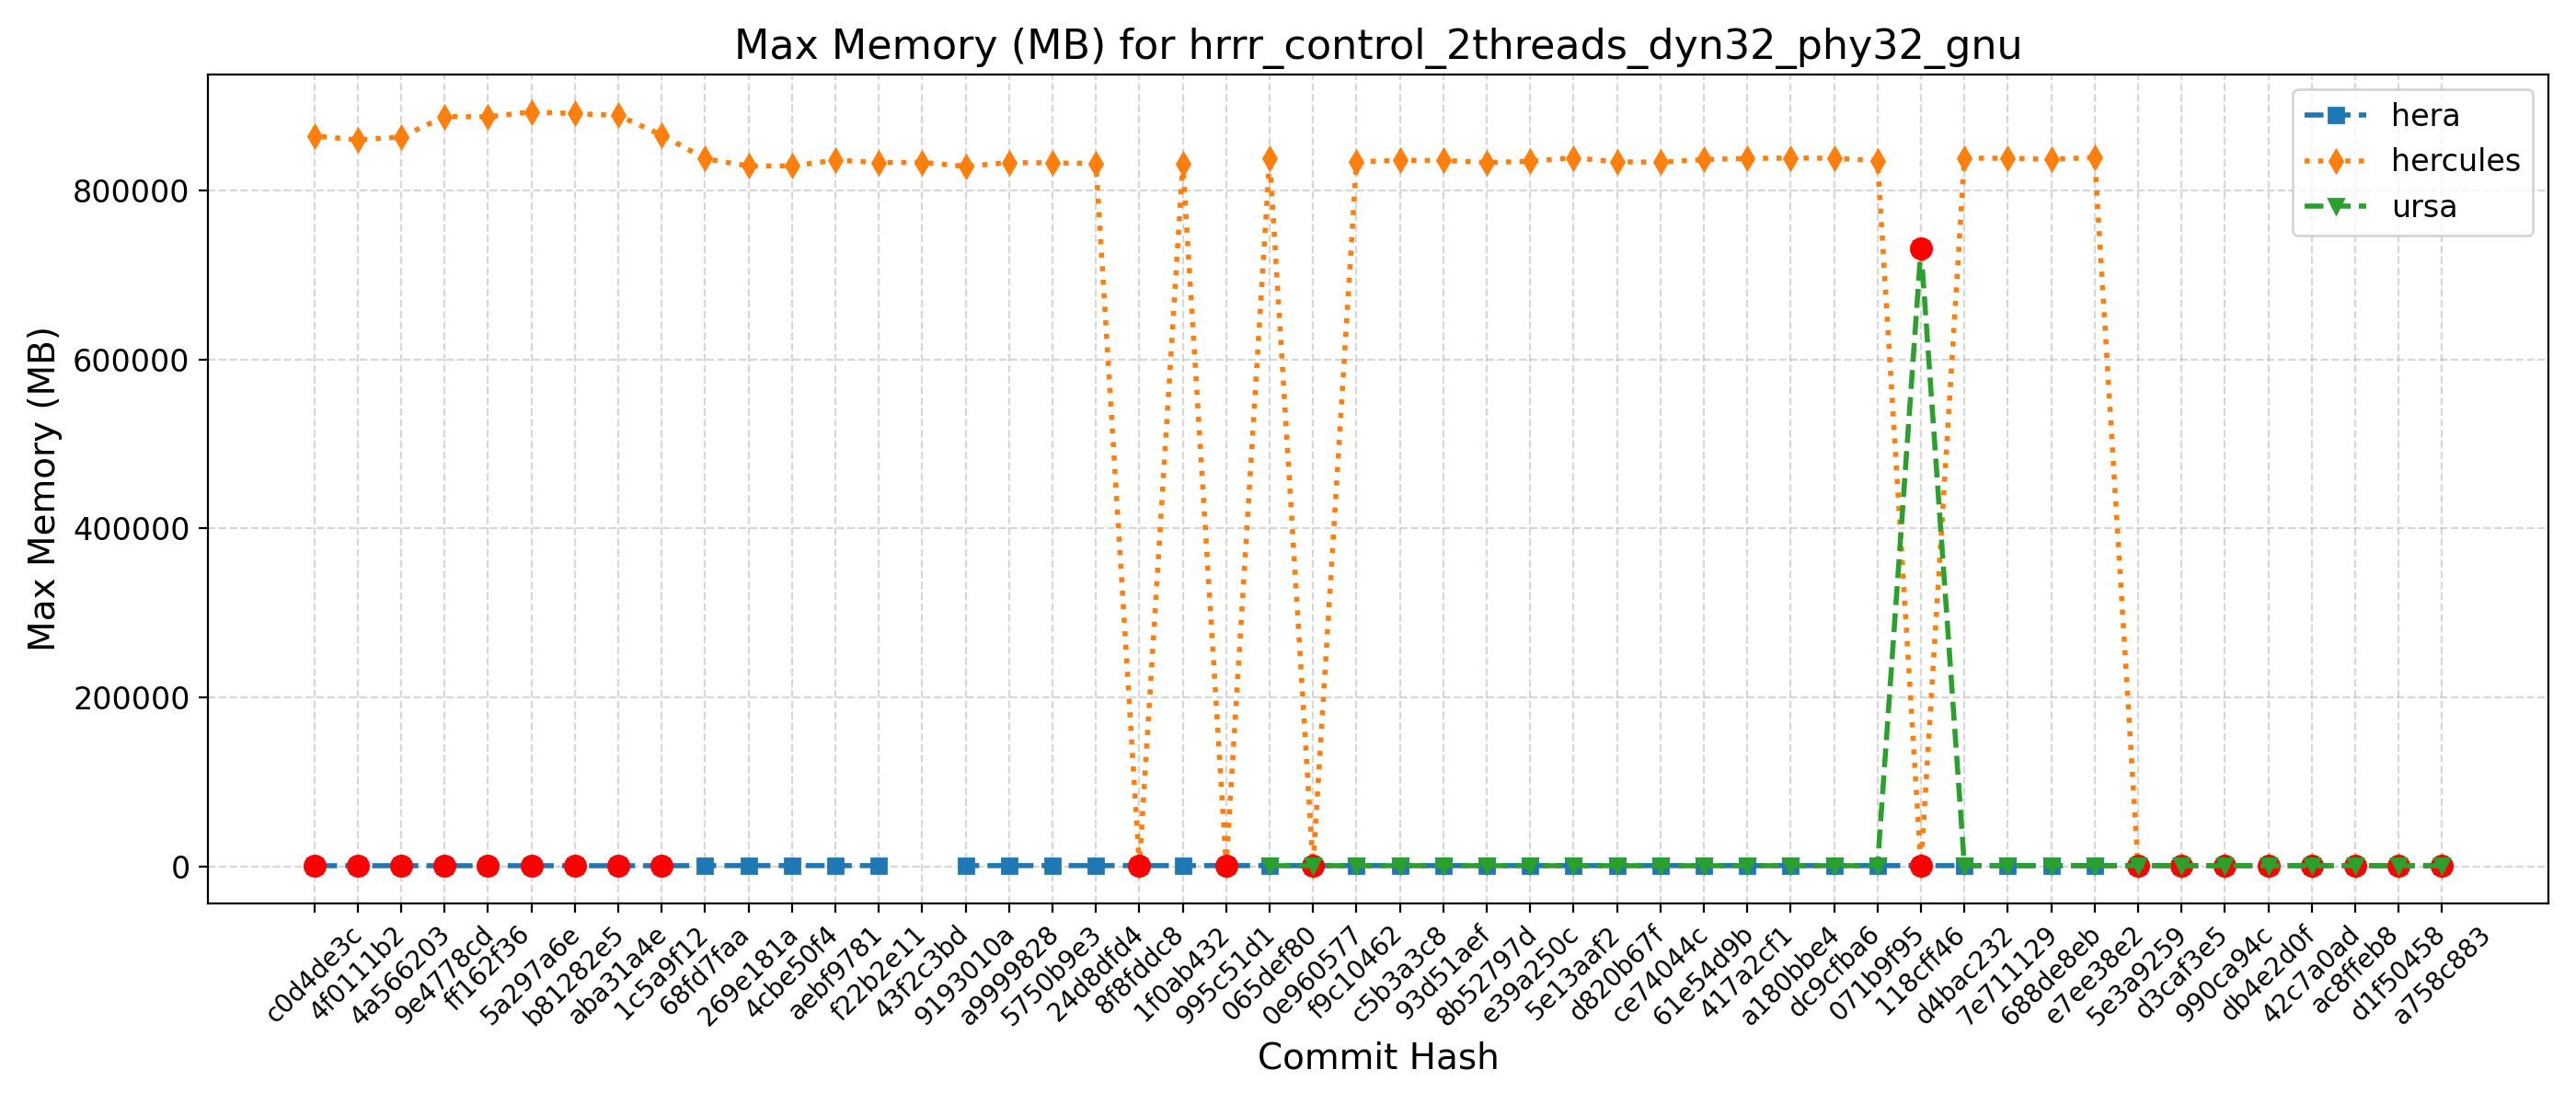 Max Memory (MB) for hrrr_control_2threads_dyn32_phy32_gnu
hera
hercules
ursa
Max Memory (MB)
800000
600000
400000
200000
0
c0d4de3c
4f0111b2
4a566203
9e4778cd
ff162f36
5a297a6e
b81282e5
aba31a4e
1c5a9f12
68fd7faa
269e181a
4cbe50f4
aebf9781
f22b2e11
43f2c3bd
9193010a
a9999828
5750b9e3
24d8dfd4
8f8fddc8
1f0ab432
995c51d1
065def80
0e960577
f9c10462
c5b3a3c8
93d51aef
8b52797d
e39a250c
5e13aaf2
d820b67f
ce74044c
61e54d9b
417a2cf1
a180bbe4
dc9cfba6
071b9f95
118cff46
d4bac232
7e711129
688de8eb
e7ee38e2
5e3a9259
d3caf3e5
990ca94c
db4e2d0f
42c7a0ad
ac8ffeb8
d1f50458
a758c883
Commit Hash